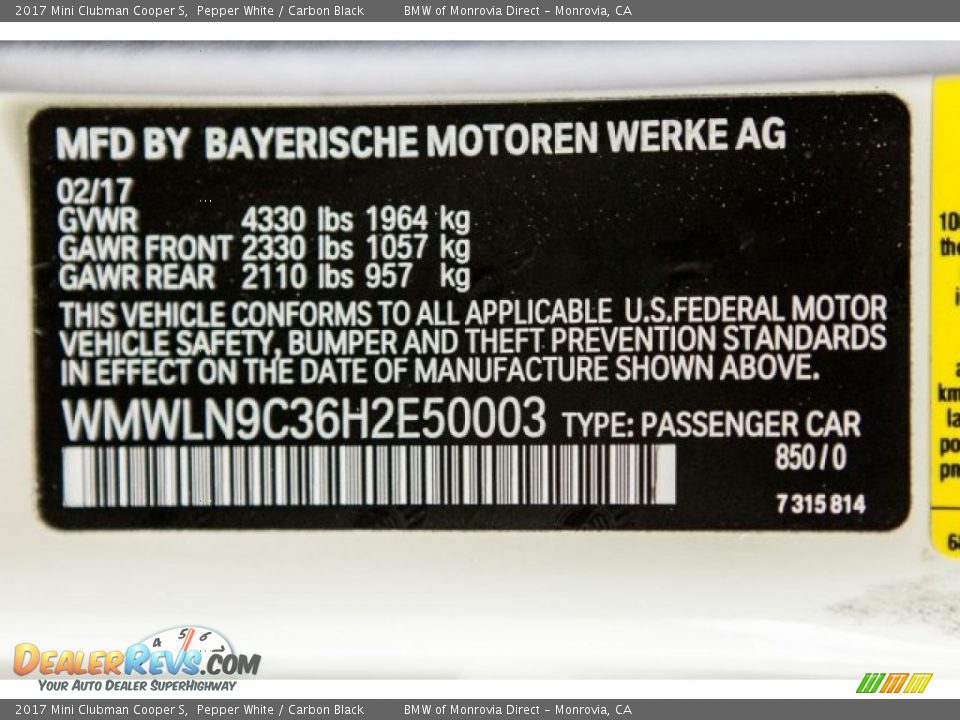 2017 Mini Clubman Cooper S, Pepper White / Carbon Black BMW of Monrovia Direct - Monrovia, CA
MFD BY BAYERISCHE MOTOREN WERKE AG
02/17
GVWR 4330 lbs 1964 kg
GAWR FRONT 2330 lbs 1057 kg
GAWR REAR 2110 lbs 957 kg
THIS VEHICLE CONFORMS TO ALL APPLICABLE U.S.FEDERAL MOTOR
VEHICLE SAFETY, BUMPER AND THEFT PREVENTION STANDARDS
IN EFFECT ON THE DATE OF MANUFACTURE SHOWN ABOVE.
WMWLN9C36H2E50003 TYPE: PASSENGER CAR
850/0
7 315 814
4 5 6 7
DEALERREVS.COM
YOUR AUTO DEALER SUPERHIGHWAY
2017 Mini Clubman Cooper S, Pepper White / Carbon Black BMW of Monrovia Direct - Monrovia, CA